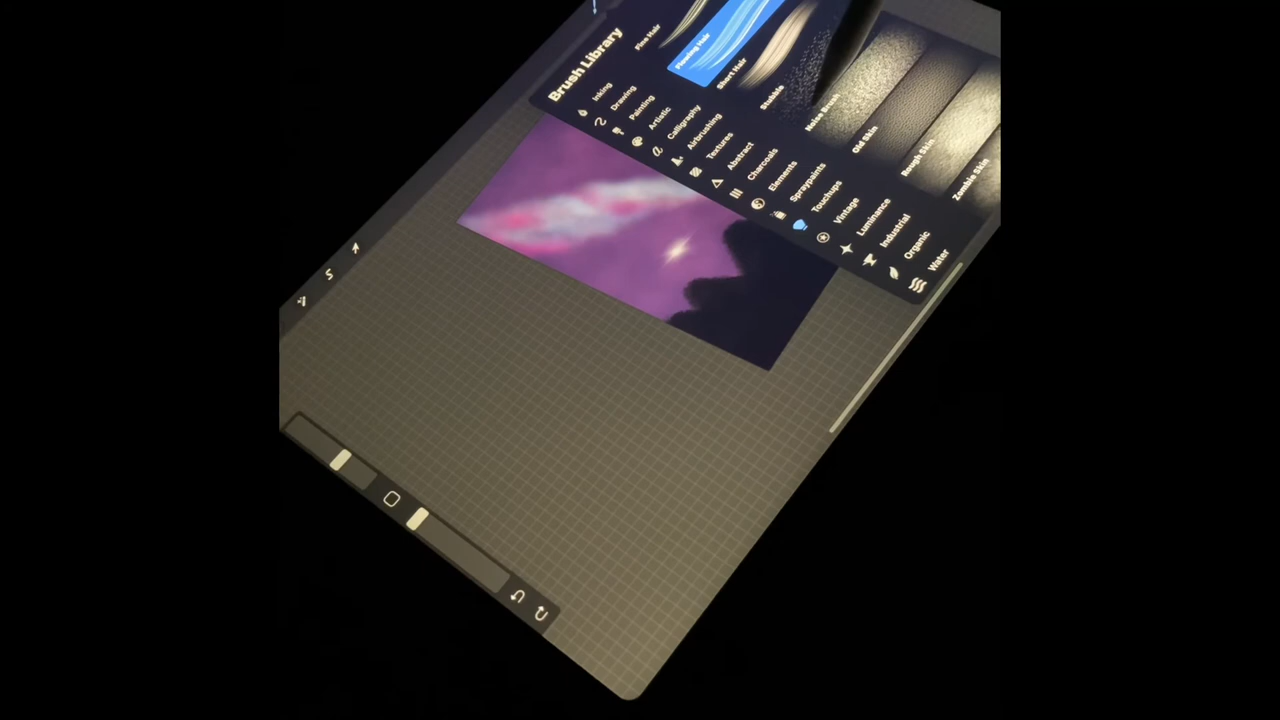 Brush Library
Inking
Drawing
Painting
Artistic
Calligraphy
Airbrushing
Textures
Abstract
Charcoals
Elements
Spraypaints
Touchups
Vintage
Luminance
Industrial
Organic
Water
Fine Hair
Flowing Hair
Short Hair
Stubble
Noise Brush
Old Skin
Rough Skin
Zombie Skin